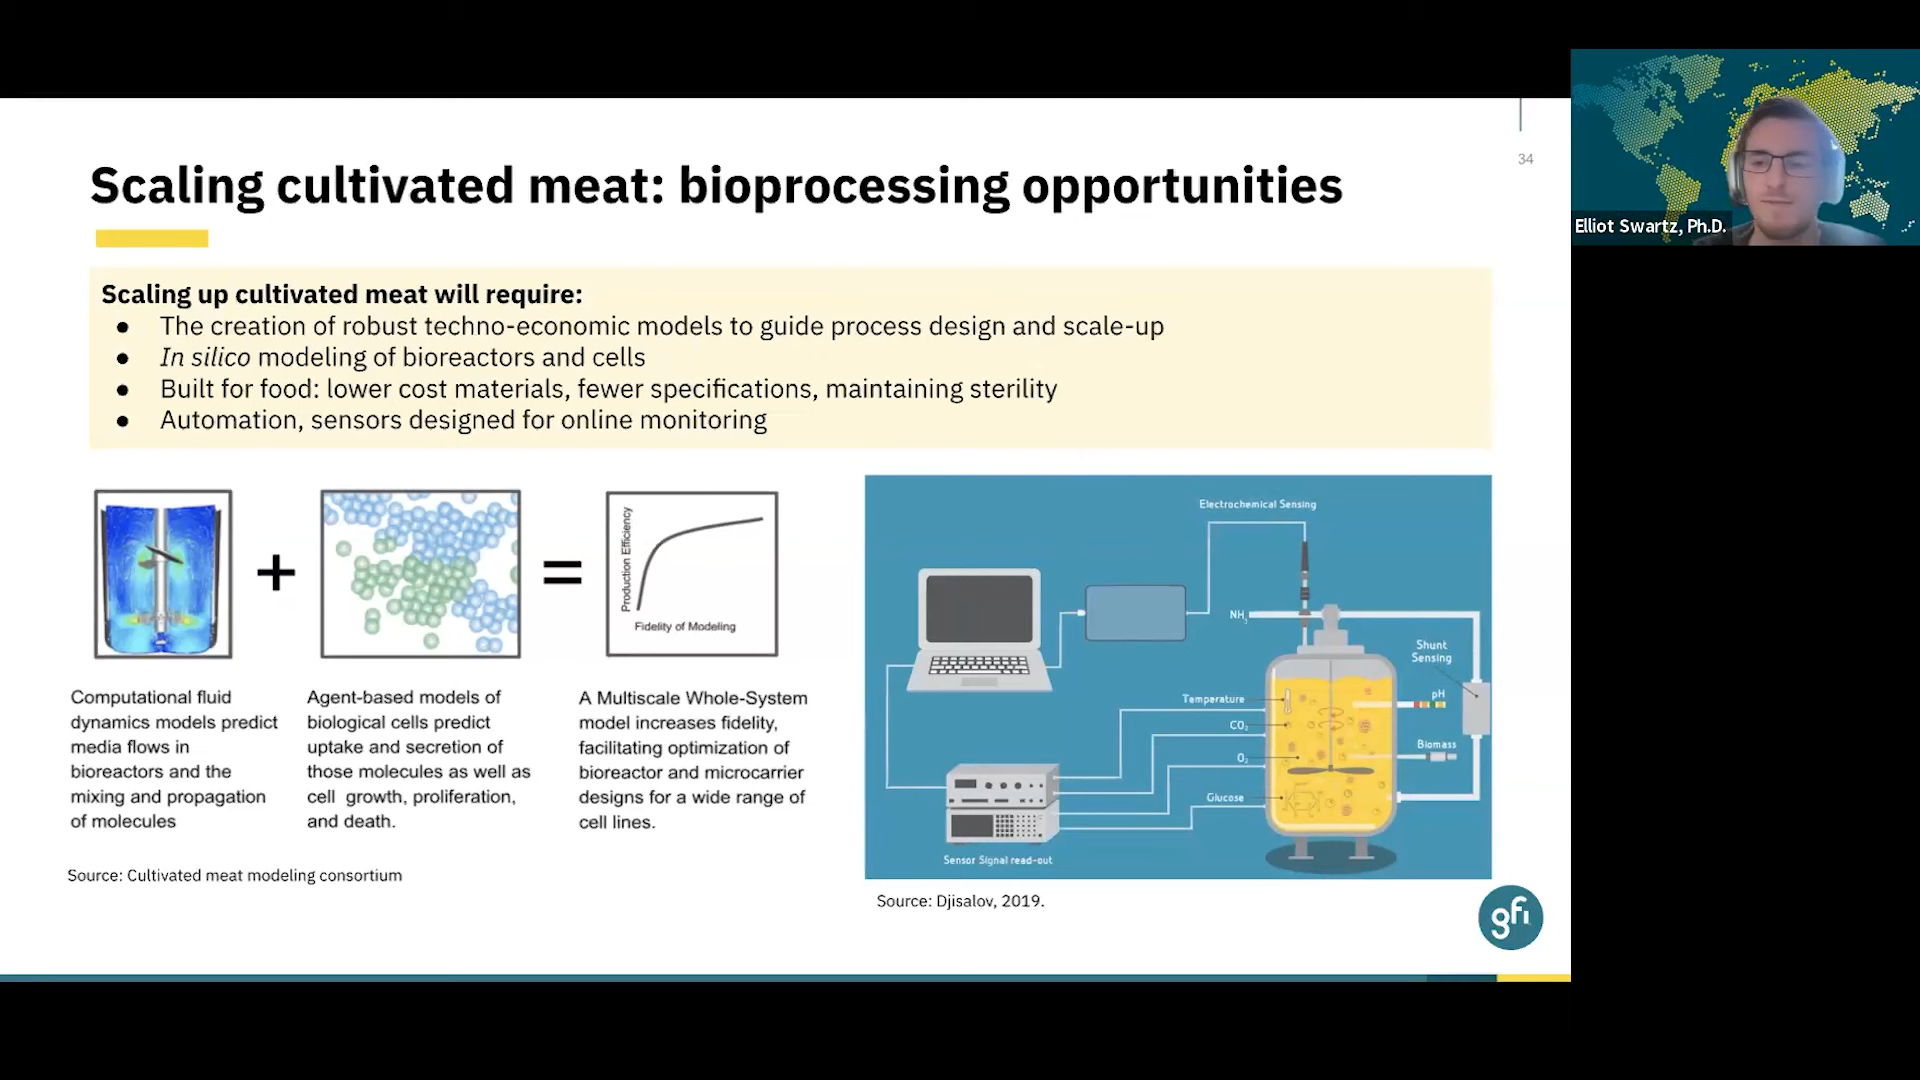 34
Scaling cultivated meat: bioprocessing opportunities
Scaling up cultivated meat will require:
● The creation of robust techno-economic models to guide process design and scale-up
● In silico modeling of bioreactors and cells
● Built for food: lower cost materials, fewer specifications, maintaining sterility
● Automation, sensors designed for online monitoring
+
=
Production Efficiency
Fidelity of Modeling
Computational fluid
dynamics models predict
media flows in
bioreactors and the
mixing and propagation
of molecules
Agent-based models of
biological cells predict
uptake and secretion of
those molecules as well as
cell growth, proliferation,
and death.
A Multiscale Whole-System
model increases fidelity,
facilitating optimization of
bioreactor and microcarrier
designs for a wide range of
cell lines.
Source: Cultivated meat modeling consortium
Electrochemical Sensing
NH₃
Shunt
Sensing
Temperature
pH
CO₂
Biomass
O₂
Glucose
Sensor Signal read-out
Source: Djisalov, 2019.
gfi
Elliot Swartz, Ph.D.